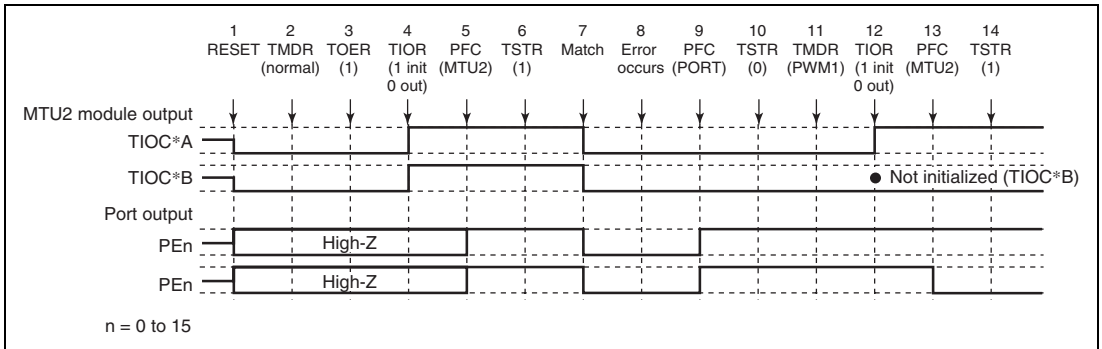 1 2 3 4 5 6 7 8 9 10 11 12 13 14
RESET TMDR TOER TIOR PFC TSTR Match Error PFC TSTR TMDR TIOR PFC TSTR
(normal) (1) (1 init (MTU2) (1) occurs (PORT) (0) (PWM1) (1 init (MTU2) (1)
0 out) 0 out)
MTU2 module output
TIOC*A
TIOC*B
● Not initialized (TIOC*B)
Port output
PEn
High-Z
PEn
High-Z
n = 0 to 15